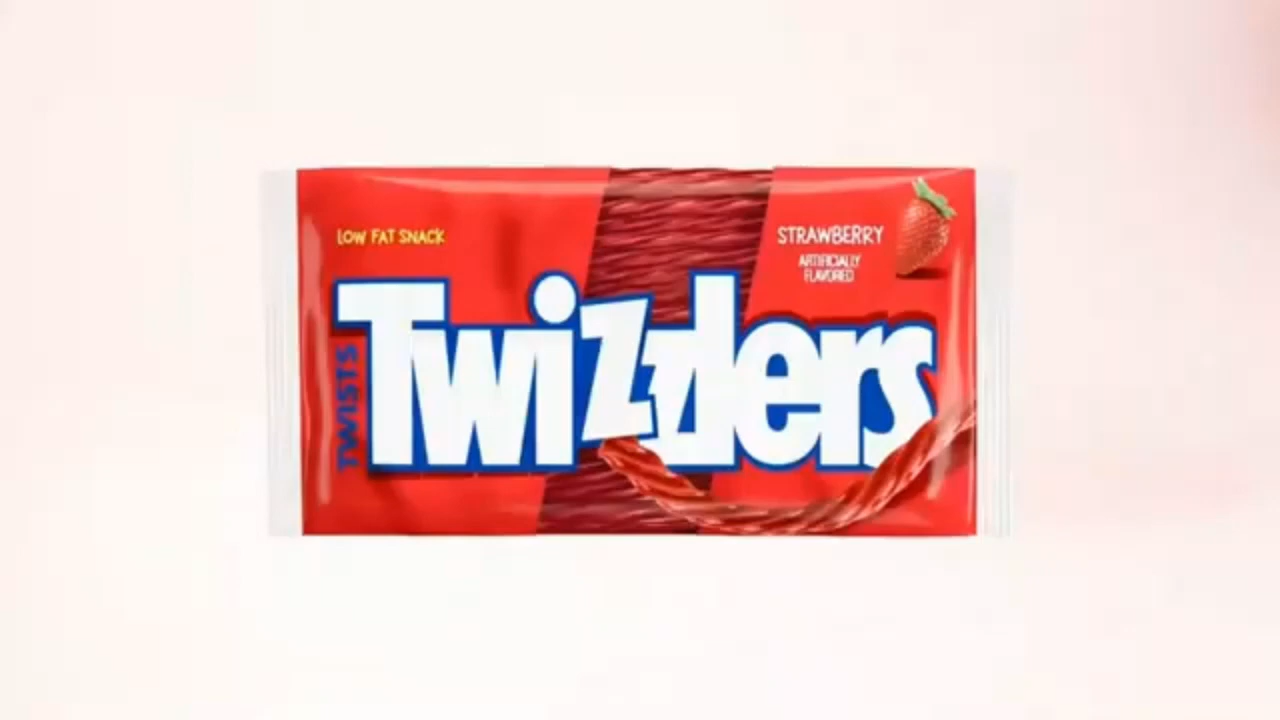 LOW FAT SNACK
STRAWBERRY
ARTIFICIALLY
FLAVORED
TWISTS
Twizzlers